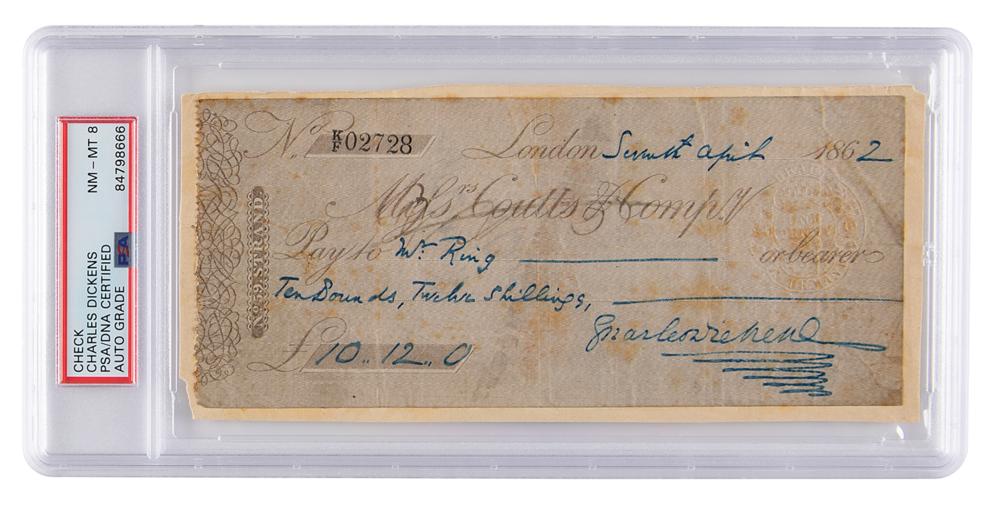 CHECK
CHARLES DICKENS
PSA/DNA CERTIFIED
AUTO GRADE
PSA
NM – MT 8
84798666
No. 59, STRAND.
No. K/F 02728
London Seventh April 1862
Messrs. Coutts & Compy.
Pay to Mr. Ring or bearer
Ten Pounds, Twelve Shillings,
Charles Dickens
£10..12..0